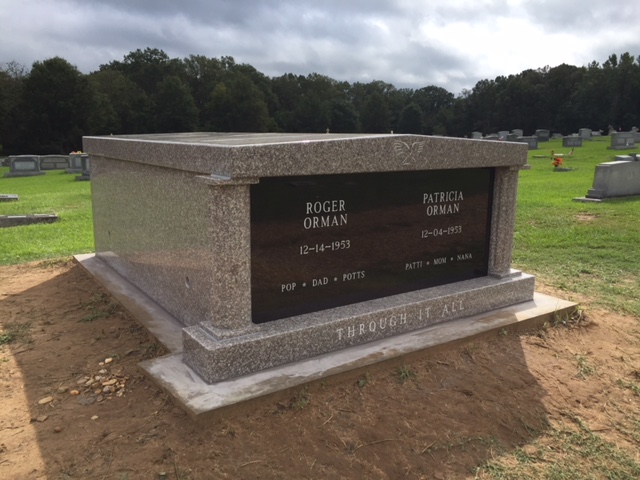 ROGER
ORMAN
12-14-1953
POP ★ DAD ★ POTTS
PATRICIA
ORMAN
12-04-1953
PATTI ★ MOM ★ NANA
THROUGH IT ALL